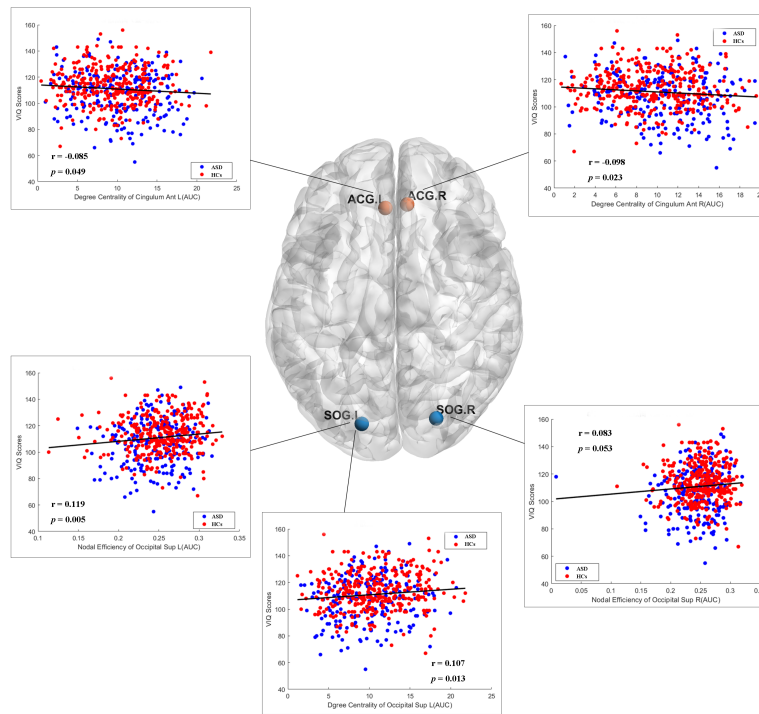 160
140
120
100
80
60
40
VIQ Scores
r = -0.085
p = 0.049
ASD
HCs
0 5 10 15 20 25
Degree Centrality of Cingulum Ant L(AUC)
160
140
120
100
80
60
40
VIQ Scores
ASD
HCs
r = -0.098
p = 0.023
0 2 4 6 8 10 12 14 16 18
Degree Centrality of Cingulum Ant R(AUC)
ACG.R
SOG.R
160
140
120
100
80
60
40
VIQ Scores
ASD
HCs
r = 0.119
p = 0.005
0.1 0.15 0.2 0.25 0.3 0.35
Nodal Efficiency of Occipital Sup L(AUC)
160
140
120
100
80
60
40
VIQ Scores
r = 0.083
p = 0.053
ASD
HCs
0 0.05 0.1 0.15 0.2 0.25 0.3
Nodal Efficiency of Occipital Sup R(AUC)
160
140
120
100
80
60
40
VIQ Scores
ASD
HCs
r = 0.107
p = 0.013
0 5 10 15 20 25
Dgree Centrality of Occipital Sup L(AUC)